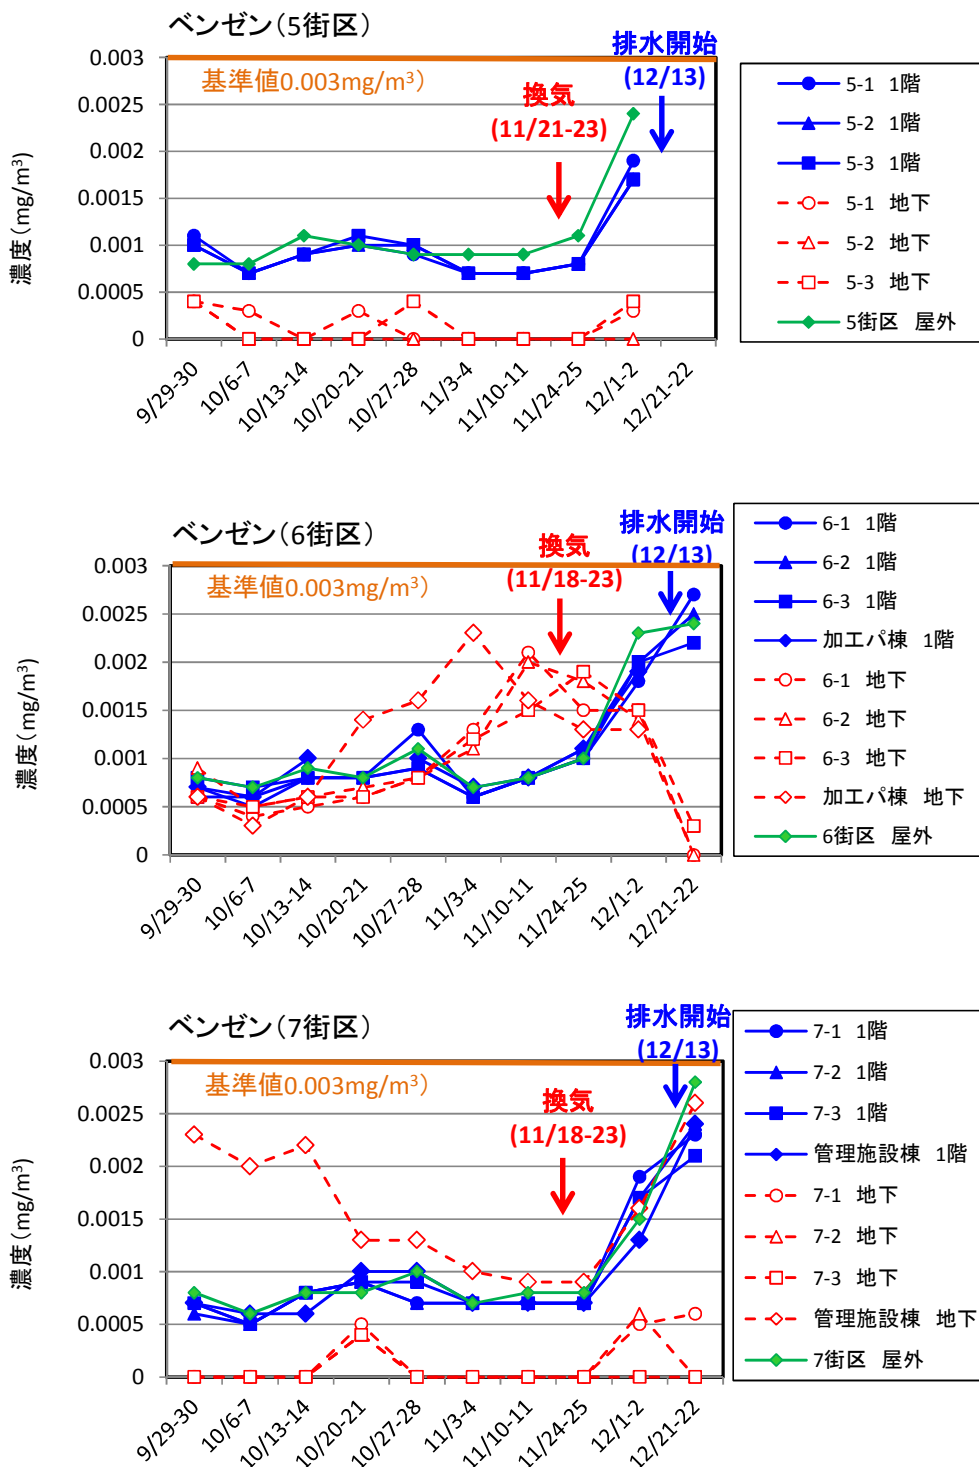 ベンゼン(5街区)
排水開始
(12/13)
換気
(11/21-23)
基準値0.003mg/m³)
濃度(mg/m³)
0.003
0.0025
0.002
0.0015
0.001
0.0005
0
9/29-30
10/6-7
10/13-14
10/20-21
10/27-28
11/3-4
11/10-11
11/24-25
12/1-2
12/21-22
5-1 1階
5-2 1階
5-3 1階
5-1 地下
5-2 地下
5-3 地下
5街区 屋外
ベンゼン(6街区)
排水開始
(12/13)
換気
(11/18-23)
基準値0.003mg/m³)
濃度(mg/m³)
0.003
0.0025
0.002
0.0015
0.001
0.0005
0
9/29-30
10/6-7
10/13-14
10/20-21
10/27-28
11/3-4
11/10-11
11/24-25
12/1-2
12/21-22
6-1 1階
6-2 1階
6-3 1階
加工パ棟 1階
6-1 地下
6-2 地下
6-3 地下
加工パ棟 地下
6街区 屋外
ベンゼン(7街区)
排水開始
(12/13)
換気
(11/18-23)
基準値0.003mg/m³)
濃度(mg/m³)
0.003
0.0025
0.002
0.0015
0.001
0.0005
0
9/29-30
10/6-7
10/13-14
10/20-21
10/27-28
11/3-4
11/10-11
11/24-25
12/1-2
12/21-22
7-1 1階
7-2 1階
7-3 1階
管理施設棟 1階
7-1 地下
7-2 地下
7-3 地下
管理施設棟 地下
7街区 屋外